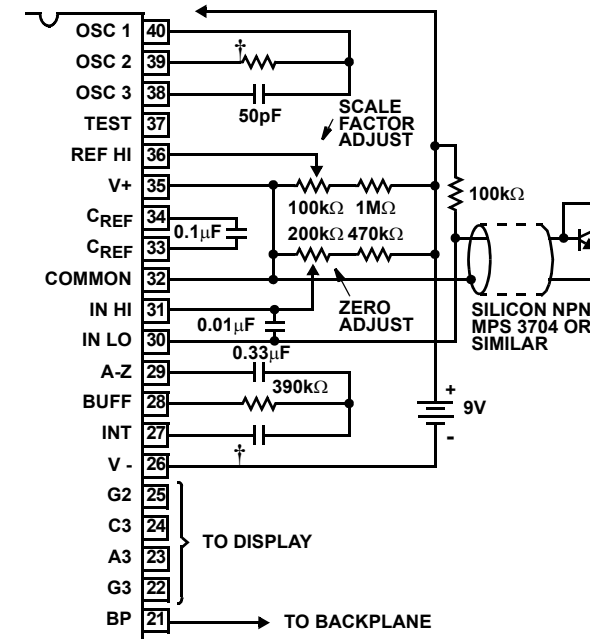 OSC 1 40
OSC 2 39 †
OSC 3 38
50pF
TEST 37
SCALE
FACTOR
ADJUST
REF HI 36
V+ 35
100kΩ 1MΩ
100kΩ
CREF 34
0.1μF
200kΩ 470kΩ
CREF 33
COMMON 32
IN HI 31
0.01μF
ZERO
ADJUST
SILICON NPN
MPS 3704 OR
SIMILAR
IN LO 30
0.33μF
A-Z 29
390kΩ
BUFF 28
+
9V
-
INT 27
†
V - 26
G2 25
C3 24
TO DISPLAY
A3 23
G3 22
BP 21
TO BACKPLANE